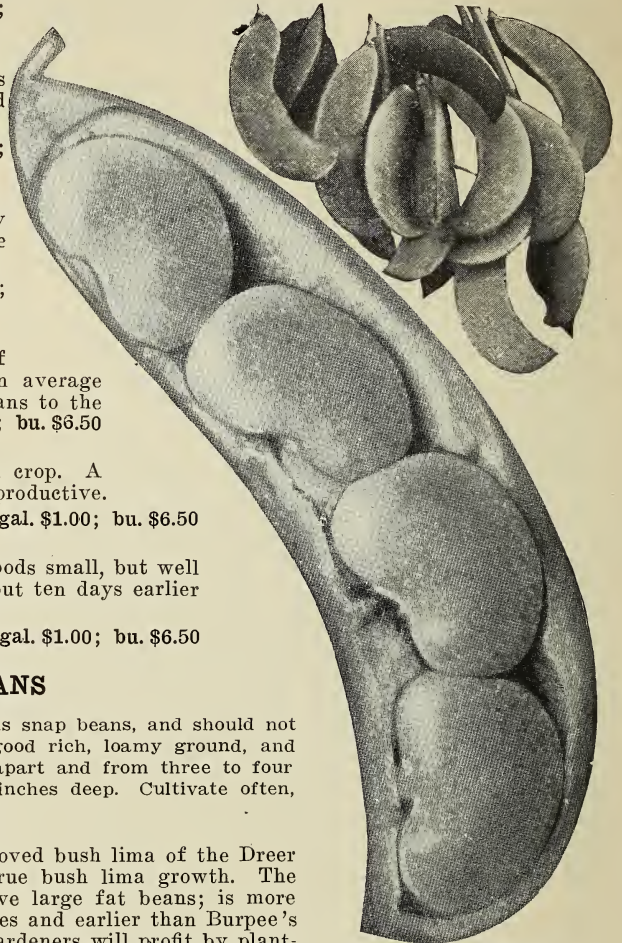 ;
s
d
;
y
e
;
f
n average
ans to the
; bu. $6.50
crop. A
productive.
gal. $1.00; bu. $6.50
ods small, but well
ut ten days earlier
gal. $1.00; bu. $6.50
ANS
s snap beans, and should not
good rich, loamy ground, and
apart and from three to four
inches deep. Cultivate often,
oved bush lima of the Dreer
rue bush lima growth. The
ve large fat beans; is more
es and earlier than Burpee's
ardeners will profit by plant-